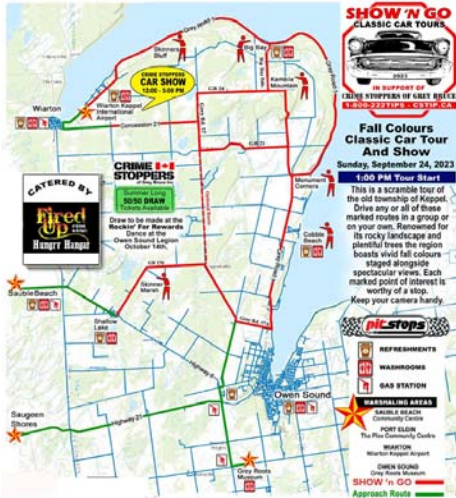 SHOW 'N GO
CLASSIC CAR TOURS
2023
IN SUPPORT OF
CRIME STOPPERS OF GREY BRUCE
1-800-222TIPS - CSTIP.CA
Fall Colours
Classic Car Tour
And Show
Sunday, September 24, 2023
1:00 PM Tour Start
This is a scramble tour of
the old township of Keppel.
Drive any or all of these
marked routes in a group or
on your own. Renowned for
its rocky landscape and
plentiful trees the region
boasts vivid fall colours
staged alongside
spectacular views. Each
marked point of interest is
worthy of a stop.
Keep your camera handy.
pit stops
REFRESHMENTS
WASHROOMS
GAS STATION
MARSHALING AREAS
SAUBLE BEACH
Community Centre
PORT ELGIN
The Plex Community Centre
WIARTON
Wiarton Keppel Airport
OWEN SOUND
Grey Roots Museum
SHOW 'n GO
Approach Route
Skinners
Bluff
Big Bay
Kemble
Mountain
CRIME STOPPERS
CAR SHOW
12:00 - 5:00 PM
Wiarton
Wiarton Keppel
International
Airport
Concession 21
Monument
Corners
Cobble
Beach
CATERED BY
Fired Up
Hungry Hangar
CRIME
STOPPERS
Summer Long
50/50 DRAW
Tickets Available
Draw to be made at the
Rockin' For Rewards
Dance at the
Owen Sound Legion
October 14th.
Sauble Beach
Skinner
Marsh
Shallow
Lake
Highway 6
Owen Sound
Saugeen
Shores
Highway 21
Grey Roots
Museum